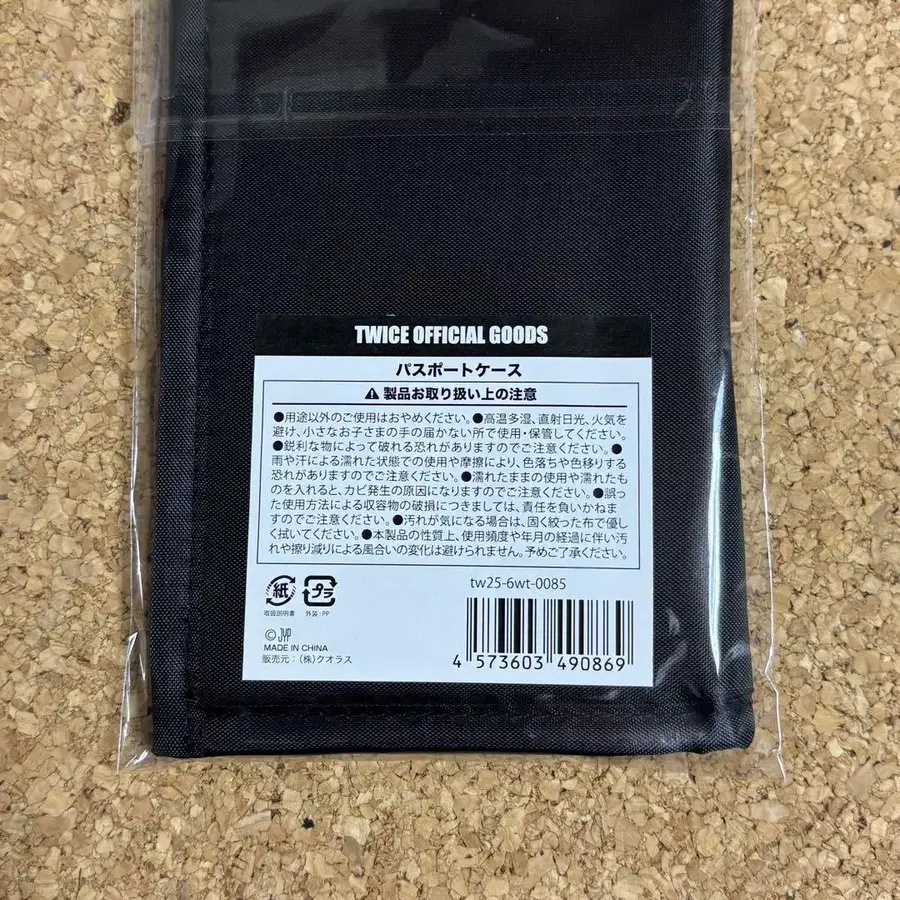 TWICE OFFICIAL GOODS
パスポートケース
⚠製品お取り扱い上の注意
●用途以外のご使用はおやめください。●高温多湿、直射日光、火気を
避け、小さなお子さまの手の届かない所で使用・保管してください。
●鋭利な物によって破れる恐れがありますのでご注意ください。●
雨や汗による濡れた状態での使用や摩擦により、色落ちや色移りする
恐れがありますのでご注意ください。●濡れたままの使用や濡れたも
のを入れると、カビ発生の原因になりますのでご注意ください。●誤っ
た使用方法による収容物の破損につきましては、責任を負いかねま
すのでご注意ください。●汚れが気になる場合は、固く絞った布で優し
く拭いてください。●本製品の性質上、使用頻度や年月の経過に伴い汚
れや擦り減りによる風合いの変化は避けられません。予めご了承ください。
紙 プラ
取扱説明書 外装:PP
tw25-6wt-0085
©JYP
MADE IN CHINA
販売元:(株)クオラス
4 573603 490869